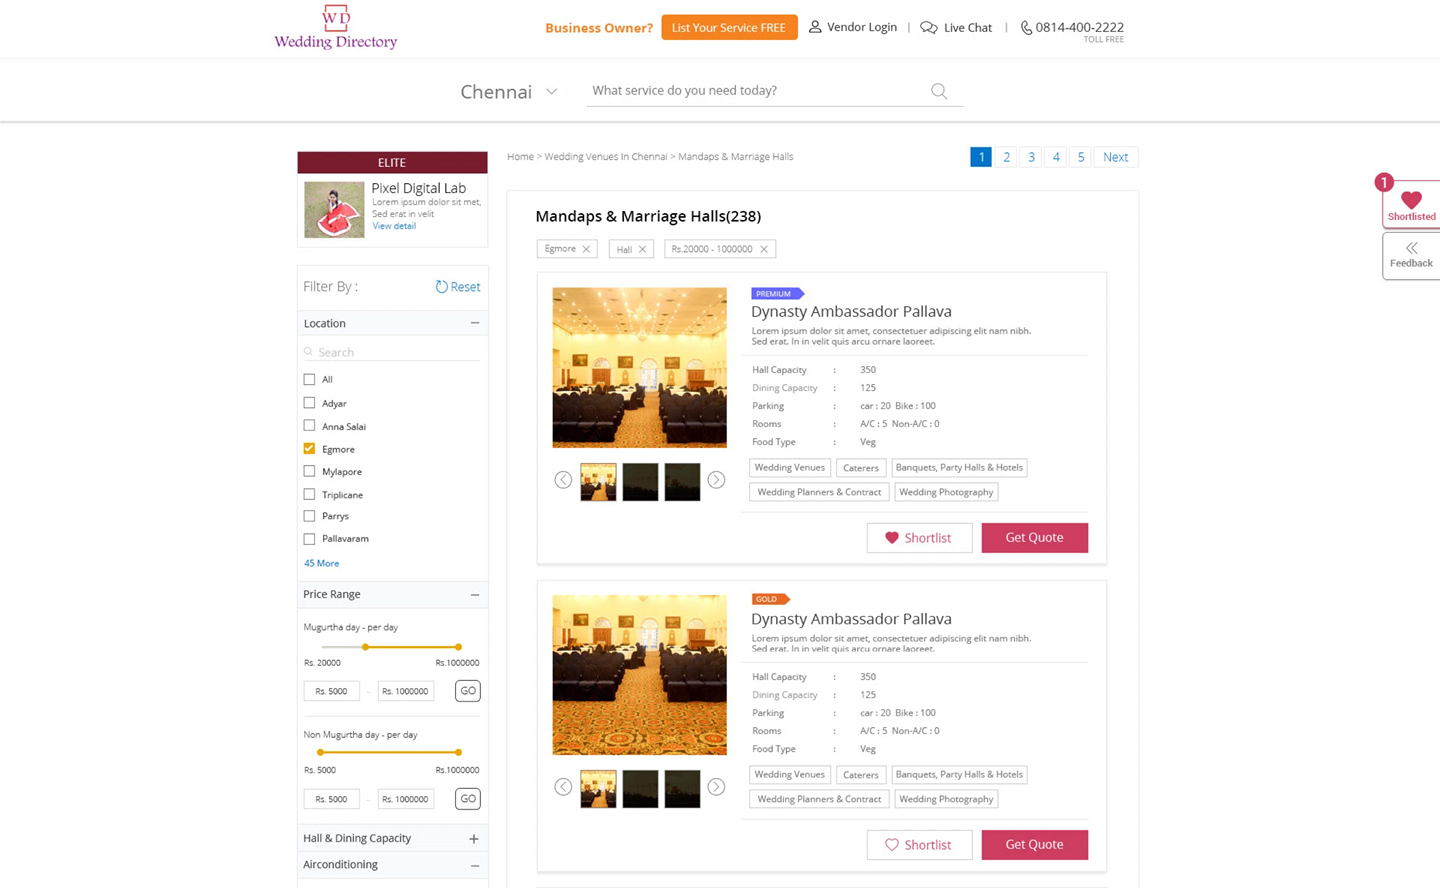 WD
Wedding Directory
Business Owner?
List Your Service FREE
Vendor Login
Live Chat
0814-400-2222
TOLL FREE
Chennai
What service do you need today?
ELITE
Pixel Digital Lab
Lorem ipsum dolor sit met,
Sed erat in velit
View detail
Filter By :
Reset
Location
Search
All
Adyar
Anna Salai
Egmore
Mylapore
Triplicane
Parrys
Pallavaram
45 More
Price Range
Mugurtha day - per day
Rs. 20000 Rs.1000000
Rs. 5000 - Rs. 1000000 GO
Non Mugurtha day - per day
Rs. 5000 Rs.1000000
Rs. 5000 - Rs. 1000000 GO
Hall & Dining Capacity
Airconditioning
Home > Wedding Venues In Chennai > Mandaps & Marriage Halls
1 2 3 4 5 Next
Mandaps & Marriage Halls(238)
Egmore Hall Rs.20000 - 1000000
PREMIUM
Dynasty Ambassador Pallava
Lorem ipsum dolor sit amet, consectetuer adipiscing elit nam nibh.
Sed erat. In in velit quis arcu ornare laoreet.
Hall Capacity : 350
Dining Capacity : 125
Parking : car : 20 Bike : 100
Rooms : A/C : 5 Non-A/C : 0
Food Type : Veg
Wedding Venues Caterers Banquets, Party Halls & Hotels
Wedding Planners & Contract Wedding Photography
Shortlist Get Quote
GOLD
Dynasty Ambassador Pallava
Lorem ipsum dolor sit amet, consectetuer adipiscing elit nam nibh.
Sed erat. In in velit quis arcu ornare laoreet.
Hall Capacity : 350
Dining Capacity : 125
Parking : car : 20 Bike : 100
Rooms : A/C : 5 Non-A/C : 0
Food Type : Veg
Wedding Venues Caterers Banquets, Party Halls & Hotels
Wedding Planners & Contract Wedding Photography
Shortlist Get Quote
1
Shortlisted
Feedback